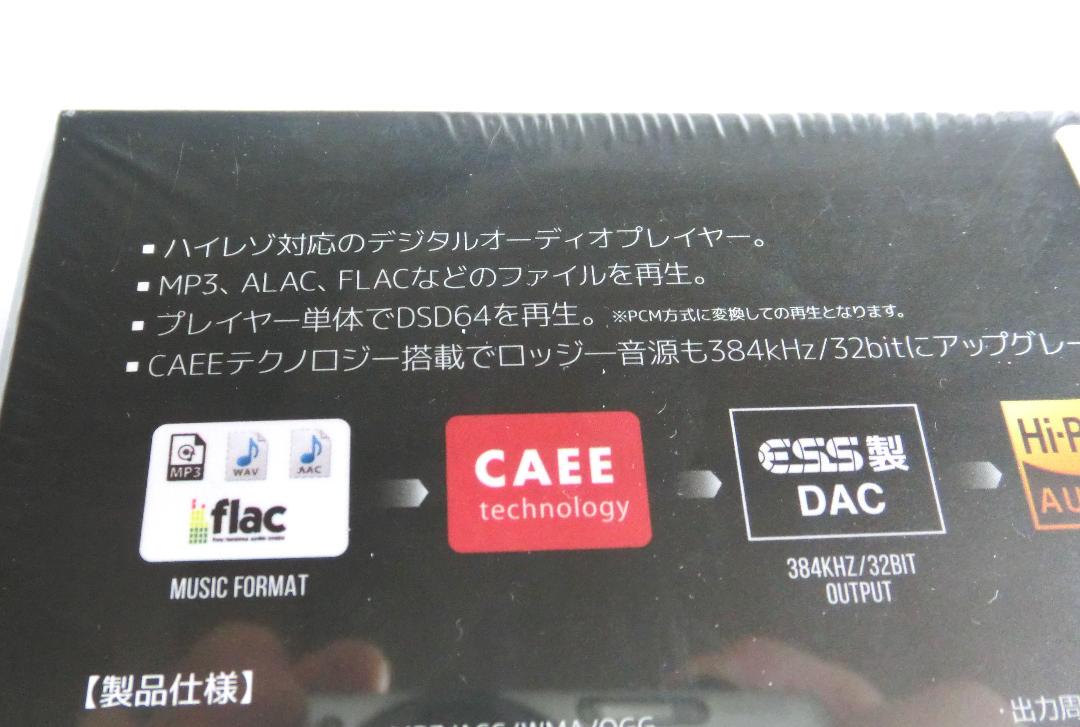 ▪ハイレゾ対応のデジタルオーディオプレイヤー。
▪MP3、ALAC、FLACなどのファイルを再生。
▪プレイヤー単体でDSD64を再生。※PCM方式に変換しての再生となります。
▪CAEEテクノロジー搭載でロッジー音源も384kHz/32bitにアップグレー
MP3 WAV AAC
flac
CAEE
technology
ESS製
DAC
Hi-R
AU
MUSIC FORMAT
384KHZ/32BIT
OUTPUT
【製品仕様】
/WMA/OGG
・出力周